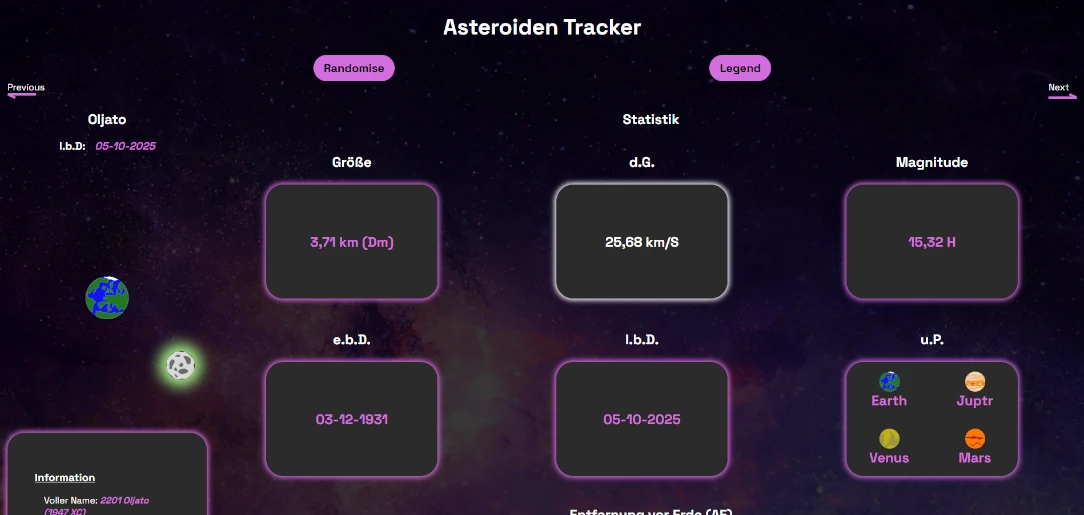 Asteroiden Tracker
Randomise
Legend
Previous
Next
Oljato
l.b.D: 05-10-2025
Statistik
Größe
d.G.
Magnitude
3,71 km (Dm)
25,68 km/S
15,32 H
e.b.D.
l.b.D.
u.P.
03-12-1931
05-10-2025
Earth
Juptr
Venus
Mars
Information
Voller Name: 2201 Oljato
(1947 XC)
Entfernung vor Erde (AE)